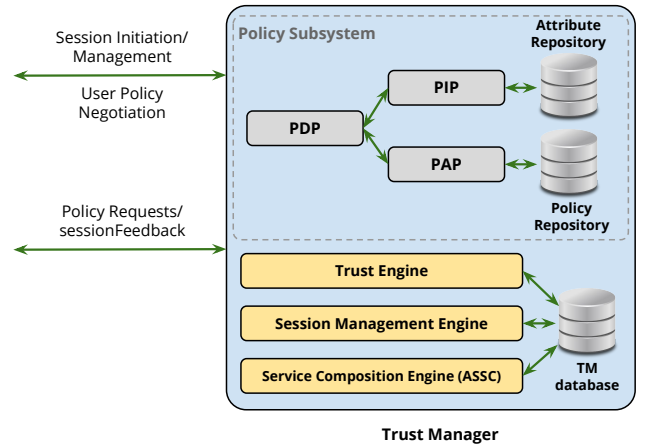 Session Initiation/
Management
User Policy
Negotiation
Policy Requests/
sessionFeedback
Policy Subsystem
Attribute
Repository
PIP
PDP
PAP
Policy
Repository
Trust Engine
Session Management Engine
Service Composition Engine (ASSC)
TM
database
Trust Manager